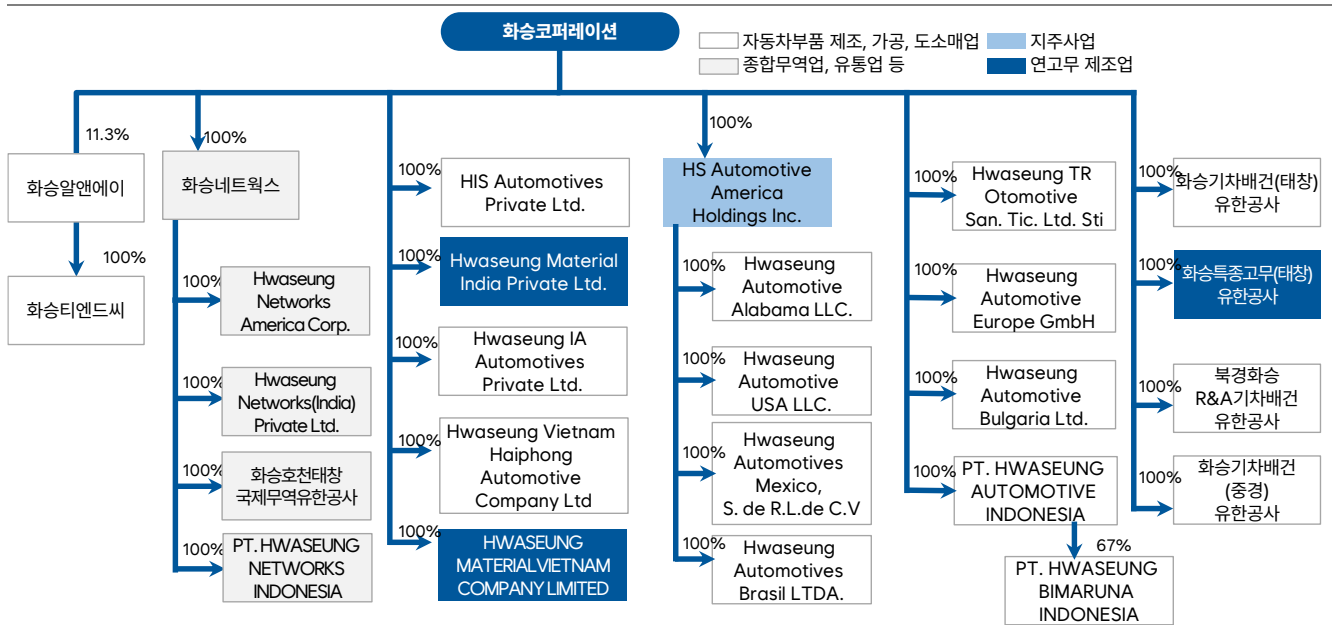 화승코퍼레이션
자동차부품 제조, 가공, 도소매업
지주사업
종합무역업, 유통업 등
연고무 제조업
11.3%
화승알앤에이
100%
화승티엔드씨
100%
화승네트웍스
100%
Hwaseung
Networks
America Corp.
100%
Hwaseung
Networks(India)
Private Ltd.
100%
화승호천태창
국제무역유한공사
100%
PT. HWASEUNG
NETWORKS
INDONESIA
100%
HIS Automotives
Private Ltd.
100%
Hwaseung Material
India Private Ltd.
100%
Hwaseung IA
Automotives
Private Ltd.
100%
Hwaseung Vietnam
Haiphong
Automotive
Company Ltd
100%
HWASEUNG
MATERIALVIETNAM
COMPANY LIMITED
100%
HS Automotive
America
Holdings Inc.
100%
Hwaseung
Automotive
Alabama LLC.
100%
Hwaseung
Automotive
USA LLC.
100%
Hwaseung
Automotives
Mexico,
S. de R.L.de C.V
100%
Hwaseung
Automotives
Brasil LTDA.
100%
Hwaseung TR
Otomotive
San. Tic. Ltd. Sti
100%
Hwaseung
Automotive
Europe GmbH
100%
Hwaseung
Automotive
Bulgaria Ltd.
100%
PT. HWASEUNG
AUTOMOTIVE
INDONESIA
67%
PT. HWASEUNG
BIMARUNA
INDONESIA
100%
화승기차배건(태창)
유한공사
100%
화승특종고무(태창)
유한공사
100%
북경화승
R&A기차배건
유한공사
100%
화승기차배건
(중경)
유한공사